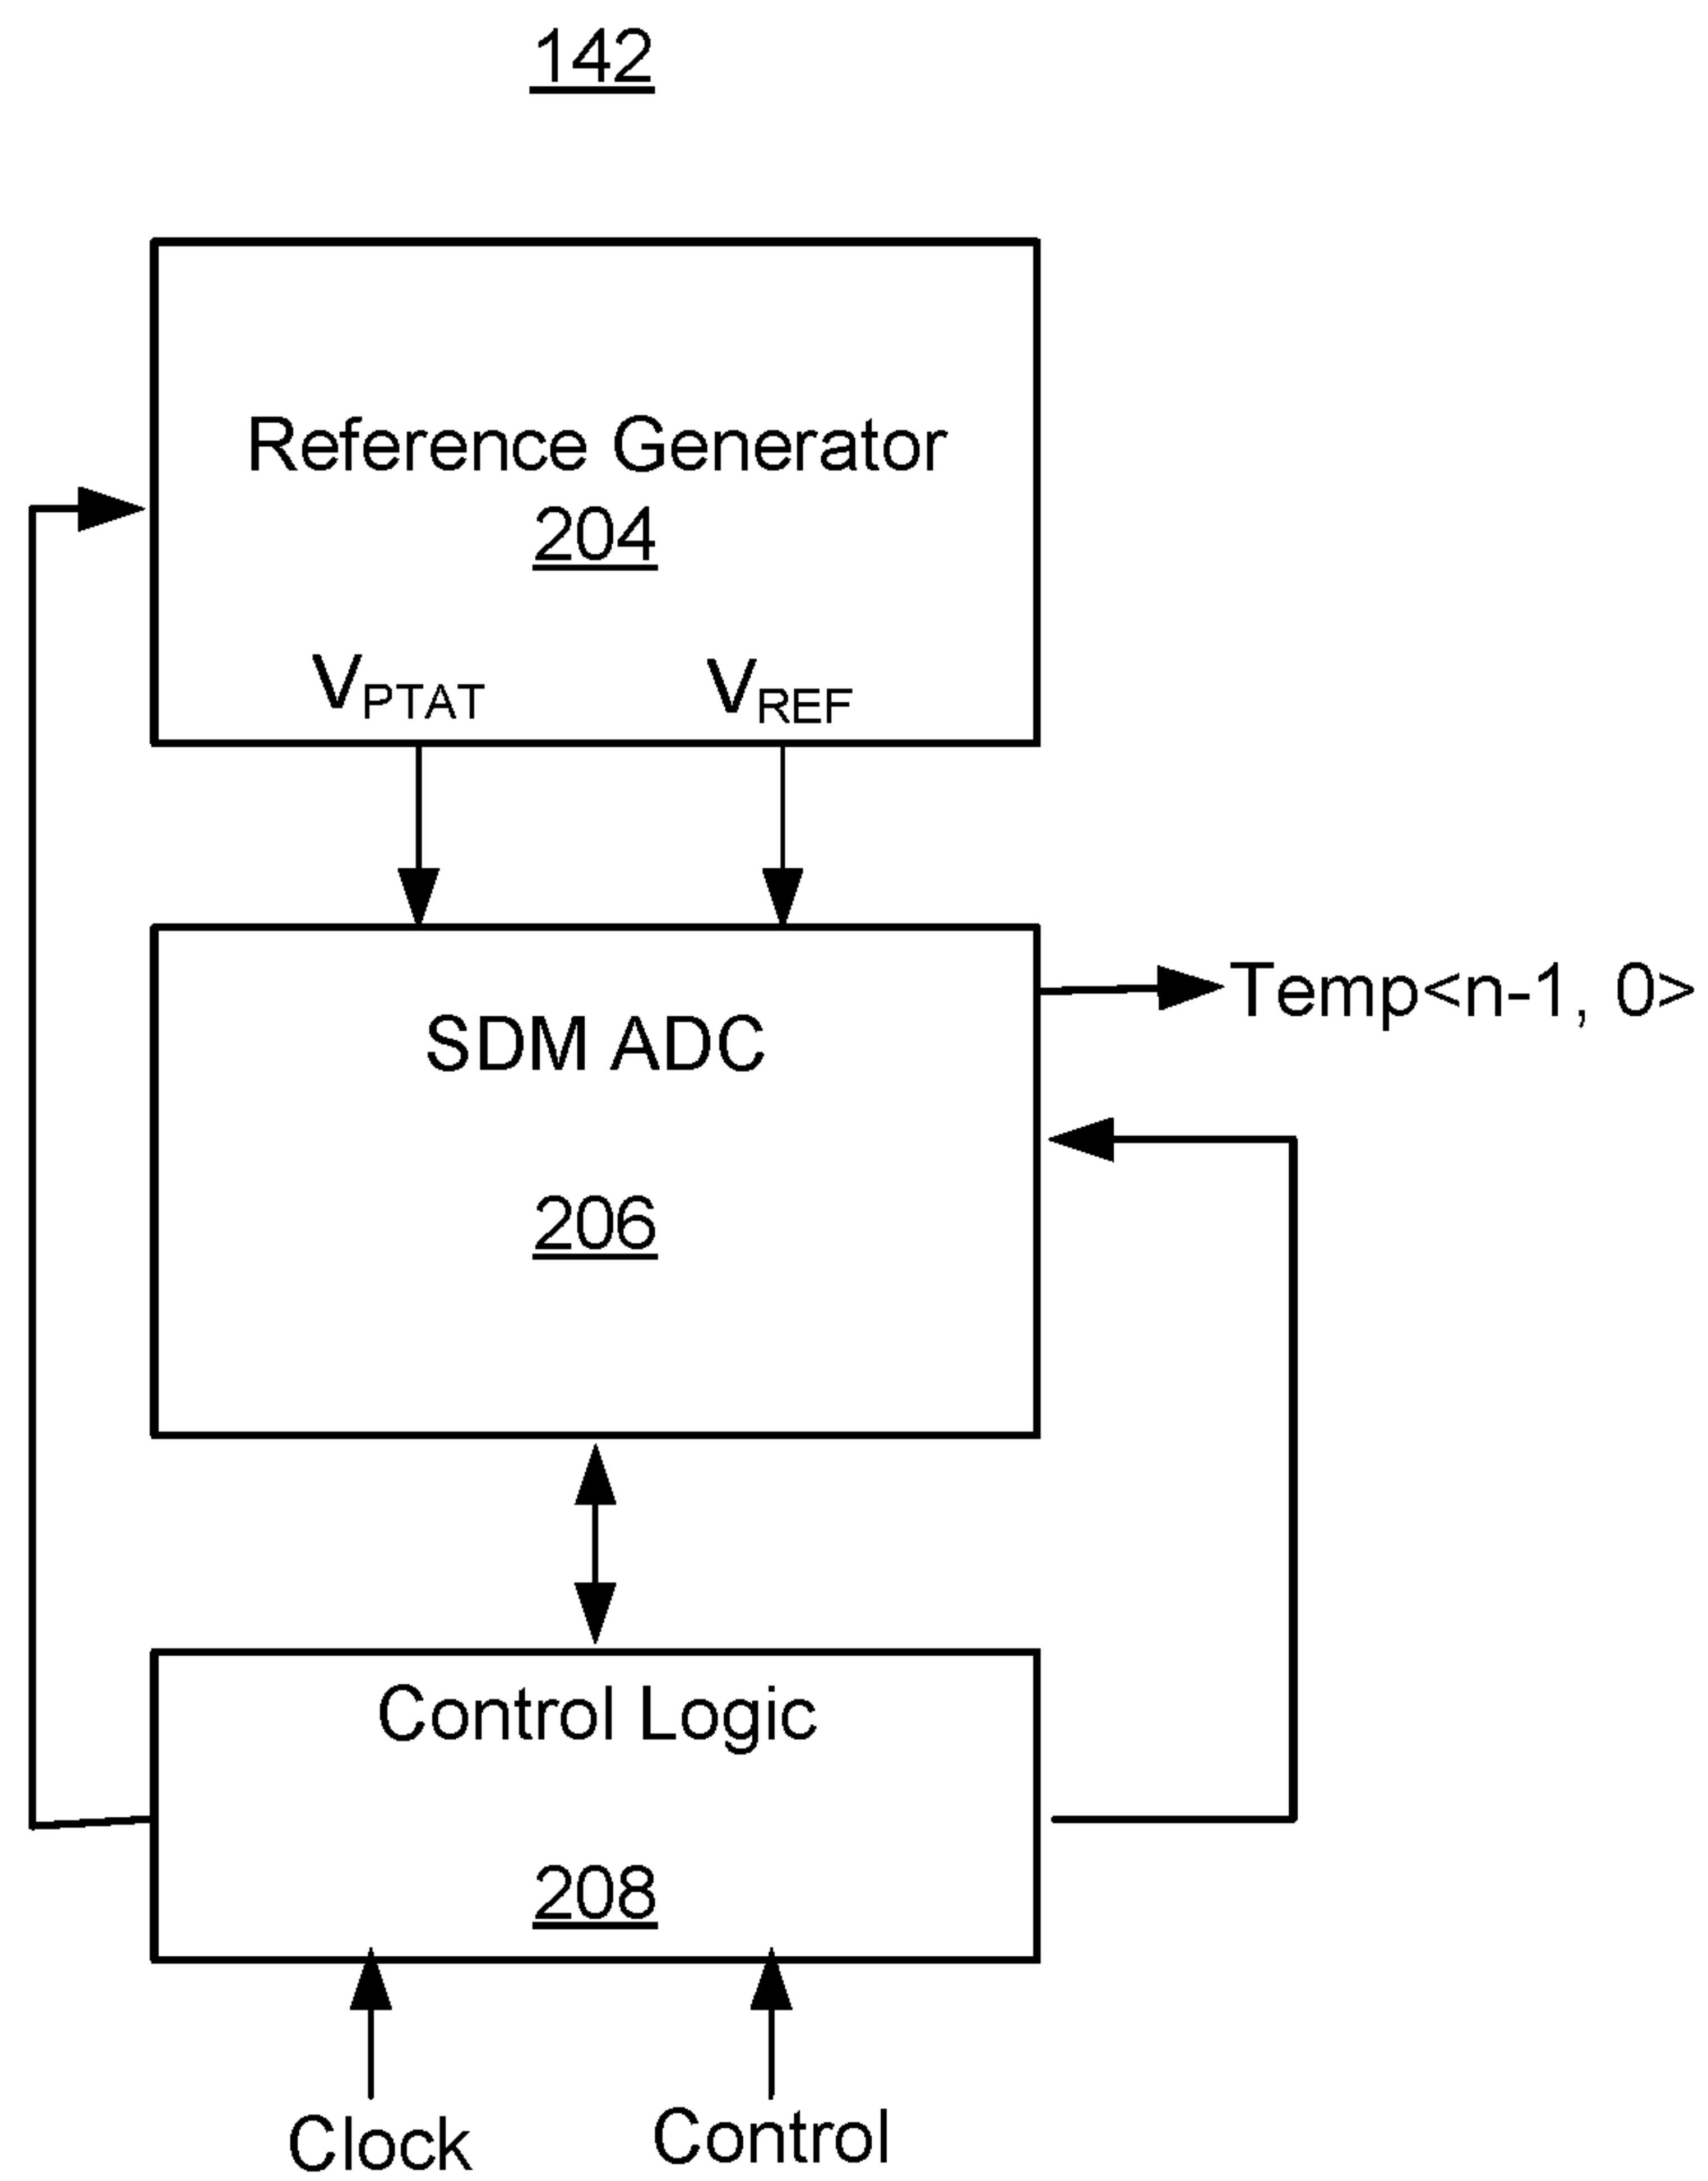 142
Reference Generator
204
VPTAT VREF
Temp<n-1, 0>
SDM ADC
206
Control Logic
208
Clock Control